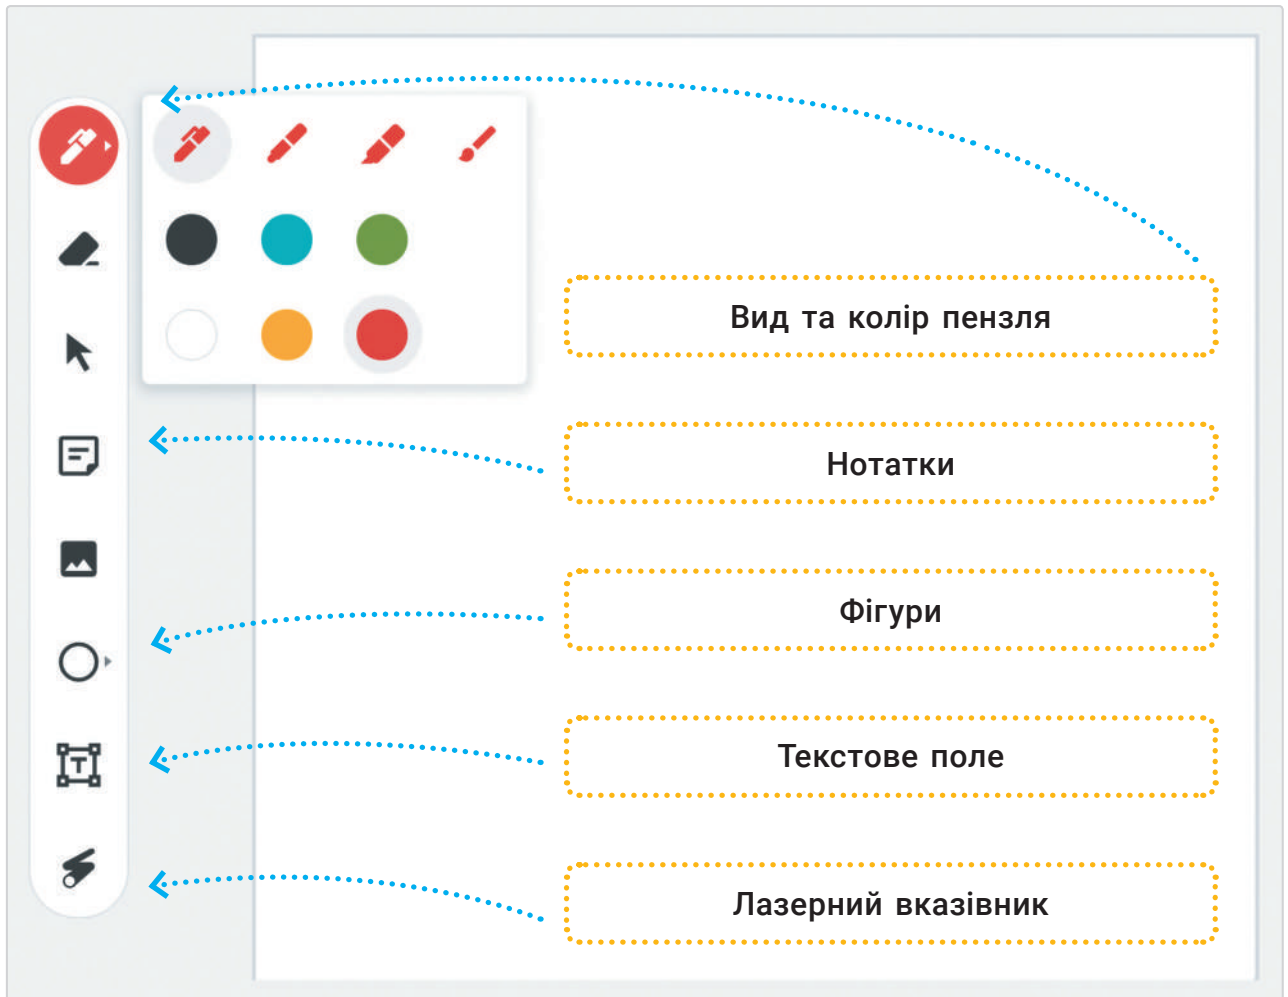 Вид та колір пензля
Нотатки
Фігури
Текстове поле
Лазерний вказівник